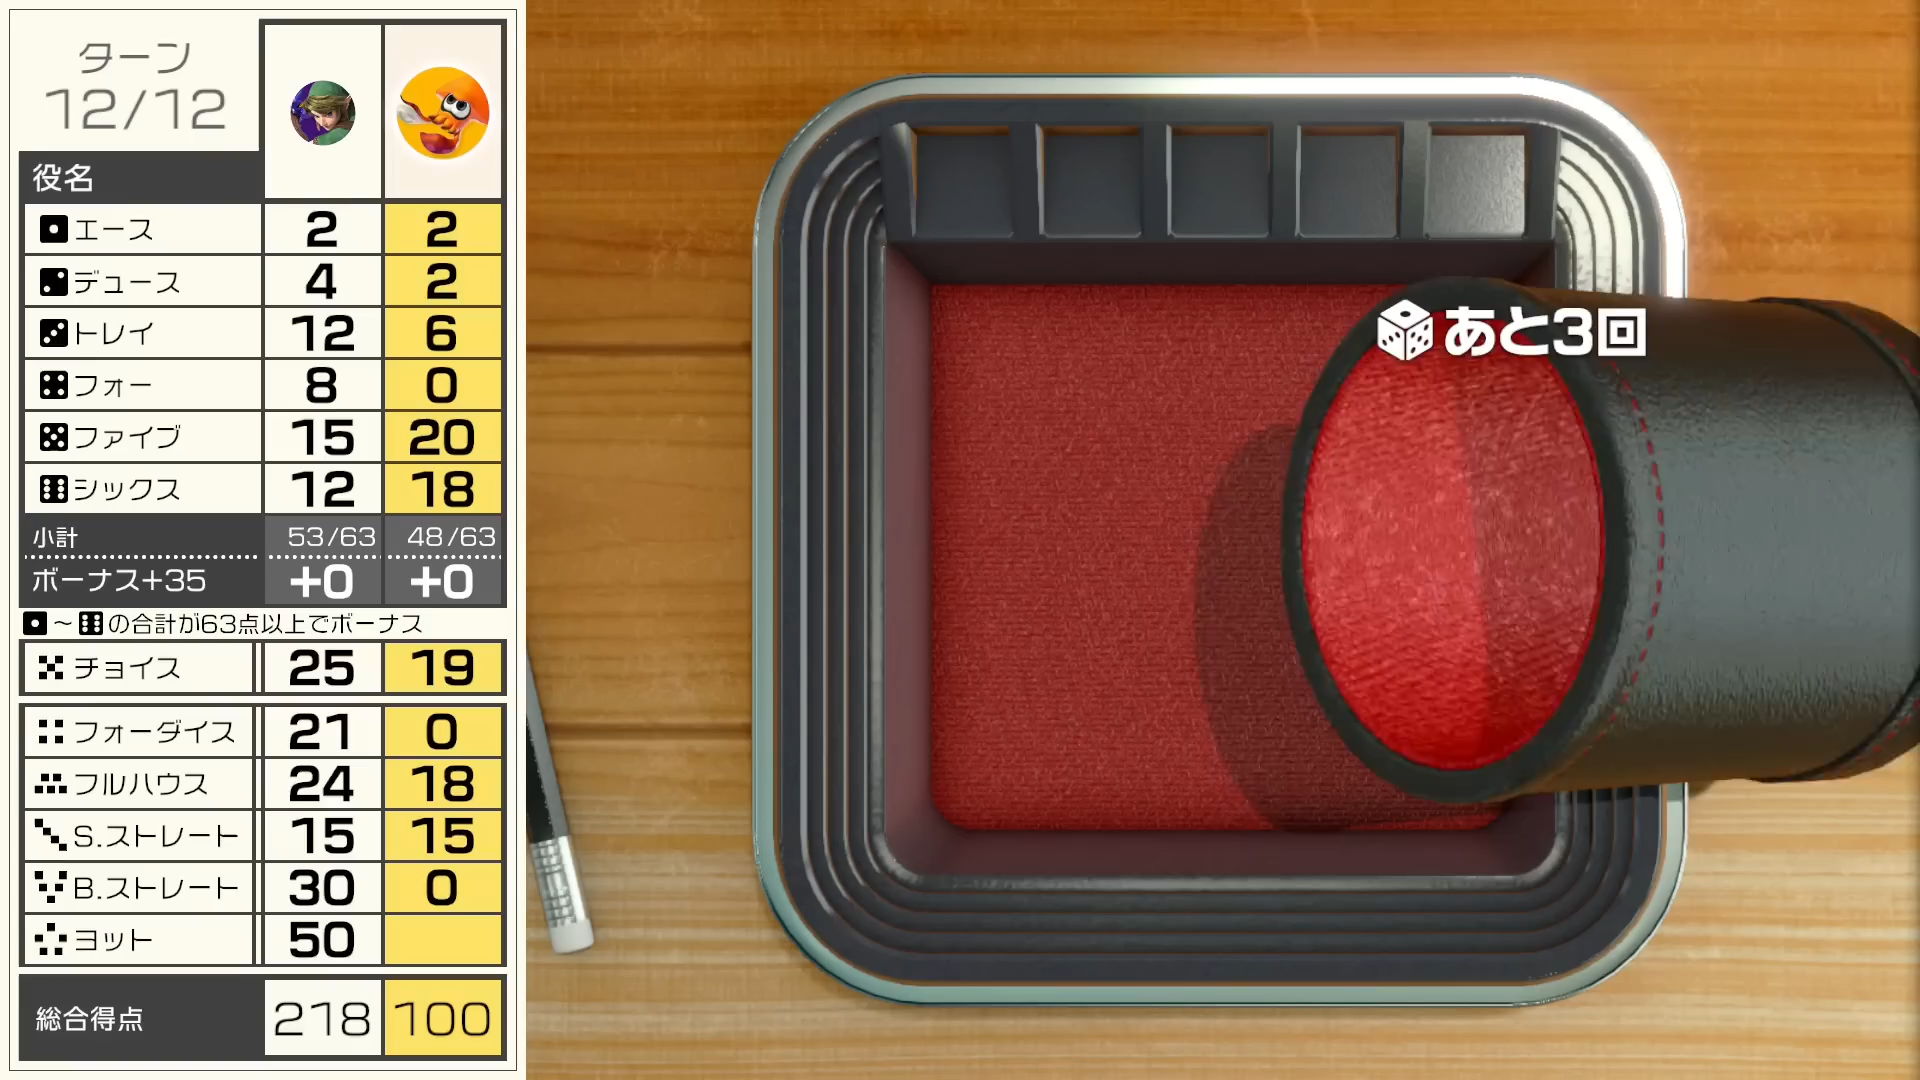 ターン
12/12
役名
エース 2 2
デュース 4 2
トレイ 12 6
フォー 8 0
ファイブ 15 20
シックス 12 18
小計 53/63 48/63
ボーナス+35 +0 +0
~の合計が63点以上でボーナス
チョイス 25 19
フォーダイス 21 0
フルハウス 24 18
S.ストレート 15 15
B.ストレート 30 0
ヨット 50
総合得点 218 100
あと3回